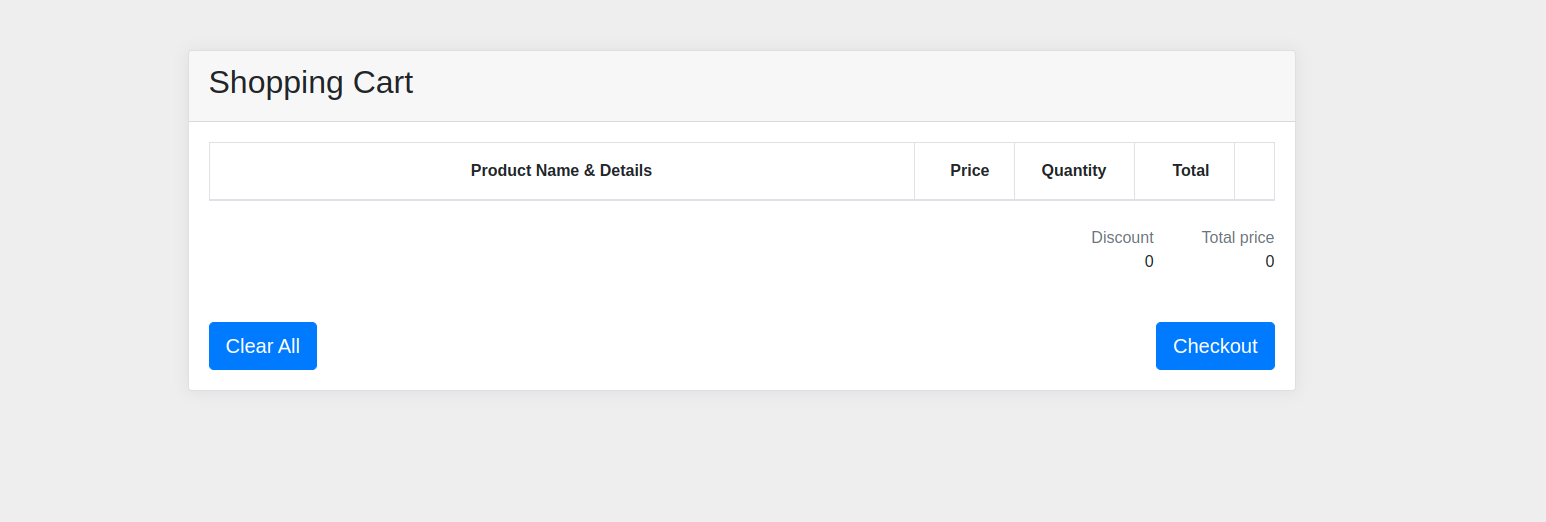 Shopping Cart
Product Name & Details Price Quantity Total
Discount Total price
0 0
Clear All Checkout